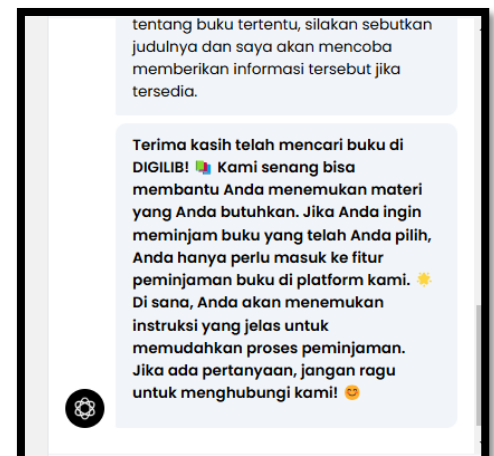 tentang buku tertentu, silakan sebutkan
judulnya dan saya akan mencoba
memberikan informasi tersebut jika
tersedia.
Terima kasih telah mencari buku di
DIGILIB! 📚 Kami senang bisa
membantu Anda menemukan materi
yang Anda butuhkan. Jika Anda ingin
meminjam buku yang telah Anda pilih,
Anda hanya perlu masuk ke fitur
peminjaman buku di platform kami. 🌟
Di sana, Anda akan menemukan
instruksi yang jelas untuk
memudahkan proses peminjaman.
Jika ada pertanyaan, jangan ragu
untuk menghubungi kami! 😊